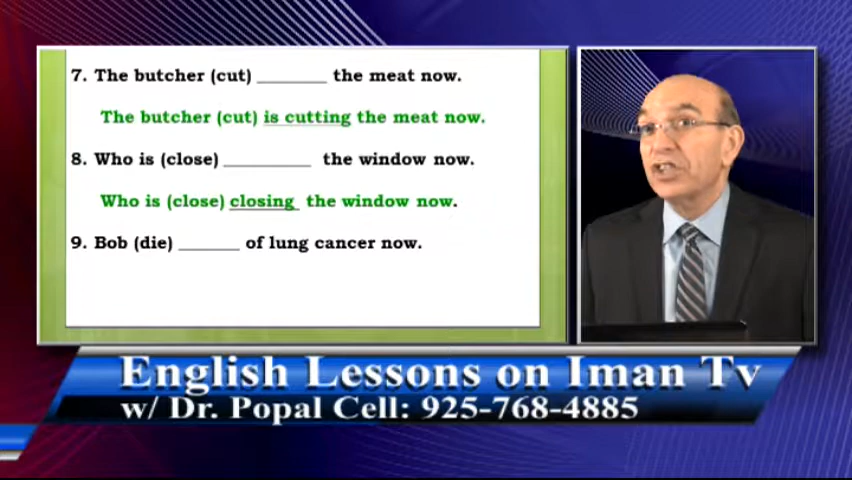 7. The butcher (cut) ________ the meat now.
The butcher (cut) is cutting the meat now.
8. Who is (close) __________ the window now.
Who is (close) closing the window now.
9. Bob (die) _______ of lung cancer now.
English Lessons on Iman Tv
w/ Dr. Popal Cell: 925-768-4885